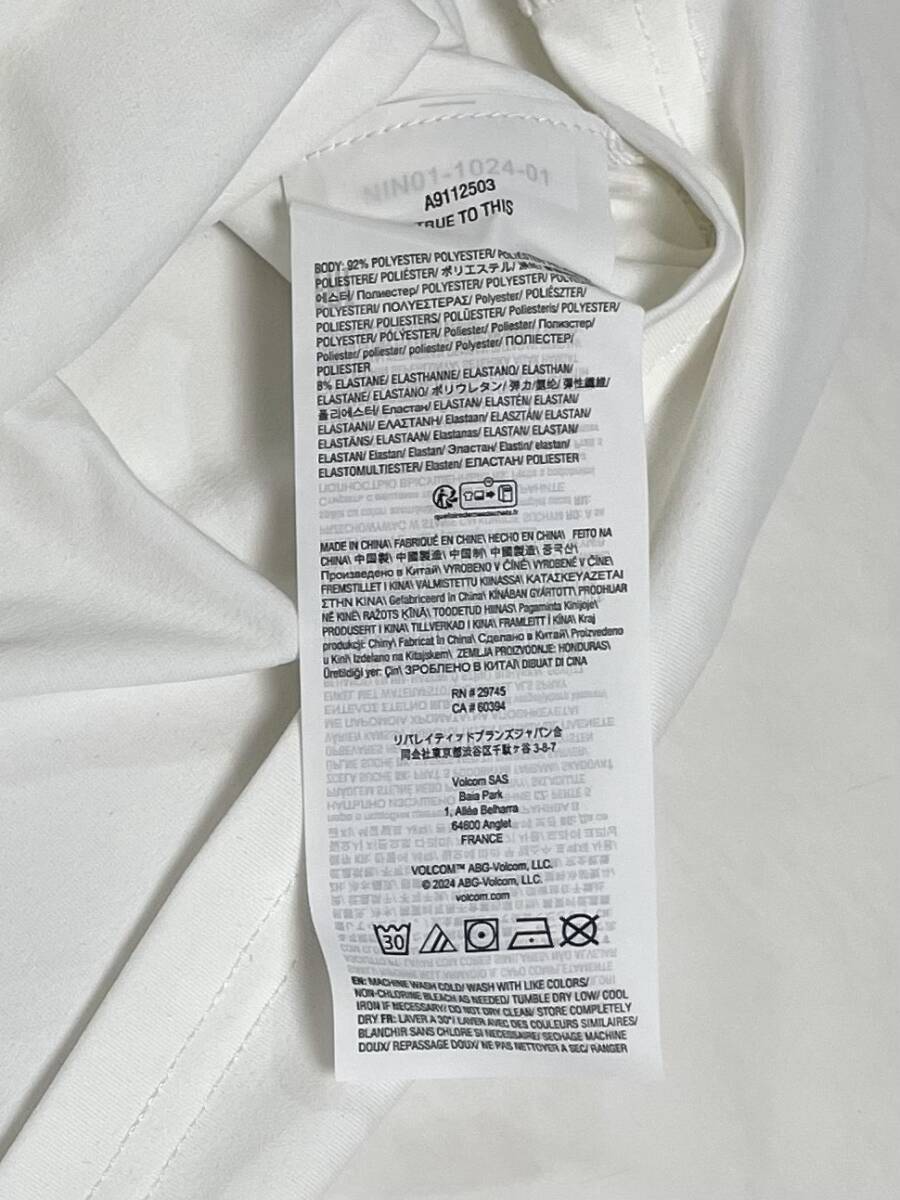 NIN01-1024-01
A9112503
TRUE TO THIS
BODY: 92% POLYESTER/ POLYESTER/
POLIESTERE/ POLIÉSTER/ ポリエステル/
에스터/ Полиестер/ POLYESTER/ POLYESTER/
POLYESTERI/ ΠΟΛΥΕΣΤΕΡΑΣ/ Polyester/ POLIÉSZTER/
POLIESTER/ POLIESTERS/ POLÜESTER/ Poliesteris/ POLYESTER/
POLYESTER/ PÓLÝESTER/ Poliester/ Poliester/ Полиэстер/
Poliester/ poliester/ poliester/ Polyester/ ПОЛІЕСТЕР/
POLIESTER
8% ELASTANE/ ELASTHANNE/ ELASTANO/ ELASTHAN/
ELASTANE/ ELASTANO/ ポリウレタン/ 弾力/ 氨纶/ 彈性纖維/
폴리에스터/ Еластан/ ELASTAN/ ELASTÉN/ ELASTAN/
ELASTAANI/ ΕΛΑΣΤΑΝΗ/ Elastaan/ ELASZTÁN/ ELASTAN/
ELASTĀNS/ ELASTAAN/ Elastanas/ ELASTAN/ ELASTAN/
ELASTAN/ Elastan/ Elastan/ Эластан/ Elastin/ elastan/
ELASTOMULTIESTER/ Elasten/ ЕЛАСТАН/ POLIESTER
quefairedemesdechets.fr
MADE IN CHINA\ FABRIQUÉ EN CHINE\ HECHO EN CHINA\ FEITO NA
CHINA\ 中国製\ 中國製造\ 中国制\ 中國製造\ 중국산\
Произведено в Китай\ VYROBENO V ČÍNĚ\ VYROBENÉ V ČÍNE\
FREMSTILLET I KINA\ VALMISTETTU KIINASSA\ ΚΑΤΑΣΚΕΥΑΖΕΤΑΙ
ΣΤΗΝ ΚΙΝΑ\ Gefabriceerd in China\ KÍNÁBAN GYÁRTOTT\ PRODHUAR
NË KINË\ RAŽOTS ĶĪNĀ\ TOODETUD HIINAS\ Pagaminta Kinijoje\
PRODUSERT I KINA\ TILLVERKAD I KINA\ FRAMLEITT Í KÍNA\ Kraj
produkcji: Chiny\ Fabricat în China\ Сделано в Китай\ Proizvedeno
u Kini\ Izdelano na Kitajskem\ ZEMLJA PROIZVODNJE: HONDURAS\
Üretildiği yer: Çin\ ЗРОБЛЕНО В КИТАЇ\ DIBUAT DI CINA
RN # 29745
CA # 60394
リバレイティッドブランズジャパン合
同会社東京都渋谷区千駄ヶ谷 3-8-7
Volcom SAS
Baia Park
1, Allée Belharra
64600 Anglet
FRANCE
VOLCOM™ ABG-Volcom, LLC.
© 2024 ABG-Volcom, LLC.
volcom.com
30
EN: MACHINE WASH COLD/ WASH WITH LIKE COLORS/
NON-CHLORINE BLEACH AS NEEDED/ TUMBLE DRY LOW/ COOL
IRON IF NECESSARY/ DO NOT DRY CLEAN/ STORE COMPLETELY
DRY FR: LAVER A 30°/ LAVER AVEC DES COULEURS SIMILAIRES/
BLANCHIR SANS CHLORE SI NECESSAIRE/ SECHAGE MACHINE
DOUX/ REPASSAGE DOUX/ NE PAS NETTOYER A SEC/ RANGER